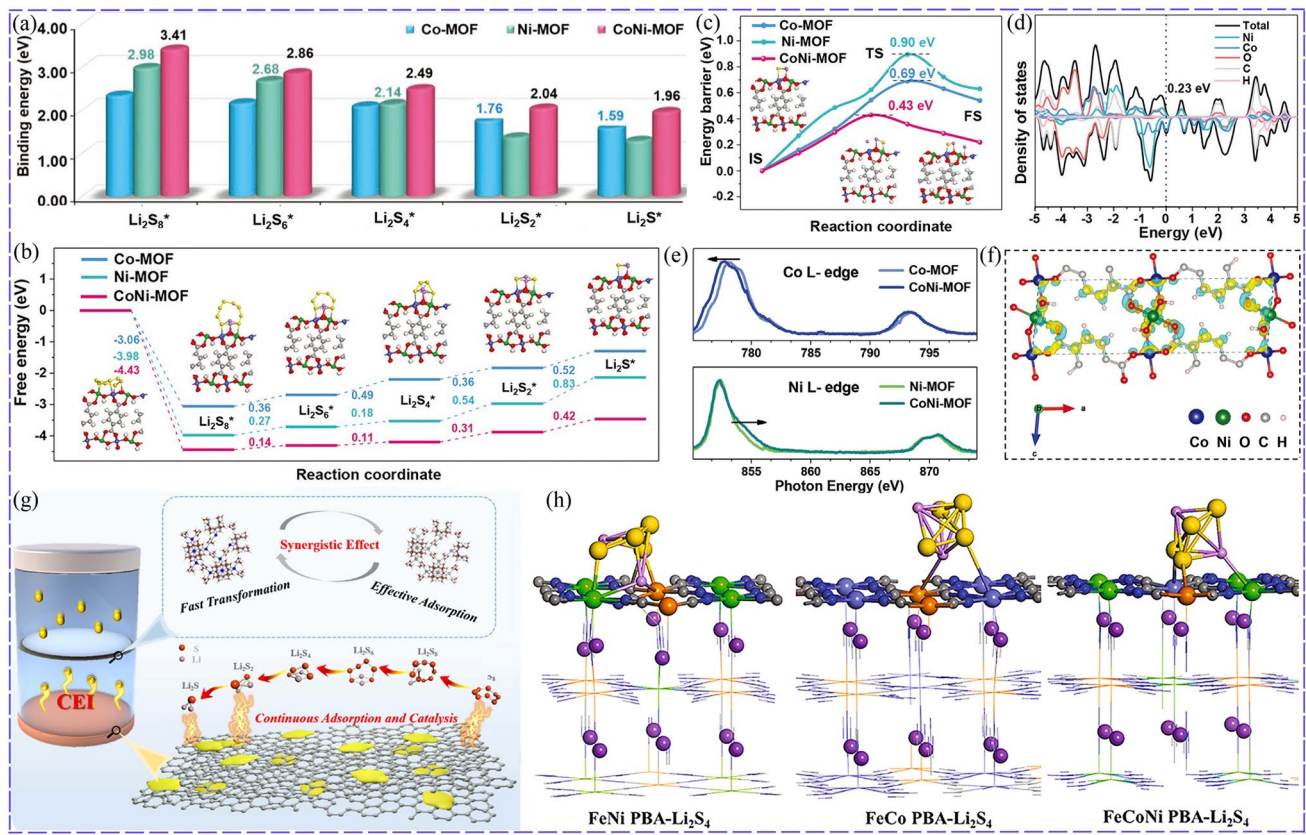 (a)
Binding energy (eV)
4.00
3.00
2.00
1.00
0.00
Co-MOF Ni-MOF CoNi-MOF
2.98 3.41
2.68 2.86
2.14 2.49
1.76 2.04
1.59 1.96
Li₂S₈* Li₂S₆* Li₂S₄* Li₂S₂* Li₂S*
(b)
Free energy (eV)
1
0
-1
-2
-3
-4
Co-MOF
Ni-MOF
CoNi-MOF
-3.06
-3.98
-4.43
Li₂S₈* Li₂S₆* Li₂S₄* Li₂S₂* Li₂S*
0.36 0.49 0.36 0.52
0.27 0.18 0.54 0.83
0.14 0.11 0.31 0.42
Reaction coordinate
(c)
Energy barrier (eV)
1.0
0.8
0.6
0.4
0.2
0.0
-0.2
Co-MOF
Ni-MOF
CoNi-MOF
TS
0.90 eV
0.69 eV
0.43 eV
IS
FS
Reaction coordinate
(d)
Density of states
Total
Ni
Co
O
C
H
0.23 eV
-5 -4 -3 -2 -1 0 1 2 3 4 5
Energy (eV)
(e)
Co L- edge
Co-MOF
CoNi-MOF
780 785 790 795
Ni L- edge
Ni-MOF
CoNi-MOF
855 860 865 870
Photon Energy (eV)
(f)
b a
c
Co Ni O C H
(g)
Synergistic Effect
Fast Transformation
Effective Adsorption
CEI
S
Li
Li₂S Li₂S₂ Li₂S₄ Li₂S₆ Li₂S₈ S₈
Continuous Adsorption and Catalysis
(h)
FeNi PBA-Li₂S₄
FeCo PBA-Li₂S₄
FeCoNi PBA-Li₂S₄